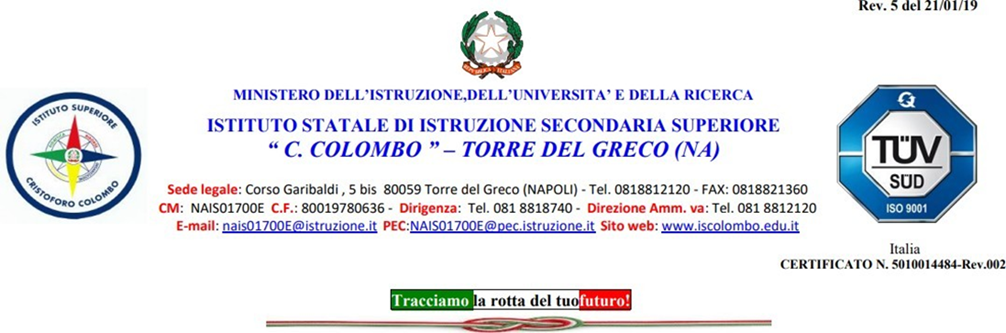 Rev. 5 del 21/01/19
REPVBBLICA ITALIANA
MINISTERO DELL’ISTRUZIONE,DELL’UNIVERSITA’ E DELLA RICERCA
ISTITUTO STATALE DI ISTRUZIONE SECONDARIA SUPERIORE
“ C. COLOMBO ” – TORRE DEL GRECO (NA)
ISTITUTO SUPERIORE
CRISTOFORO COLOMBO
TÜV
SÜD
ISO 9001
Sede legale: Corso Garibaldi , 5 bis 80059 Torre del Greco (NAPOLI) - Tel. 0818812120 - FAX: 0818821360
CM: NAIS01700E C.F.: 80019780636 - Dirigenza: Tel. 081 8818740 - Direzione Amm. va: Tel. 081 8812120
E-mail: nais01700E@istruzione.it PEC:NAIS01700E@pec.istruzione.it Sito web: www.iscolombo.edu.it
Italia
CERTIFICATO N. 5010014484-Rev.002
Tracciamo la rotta del tuofuturo!